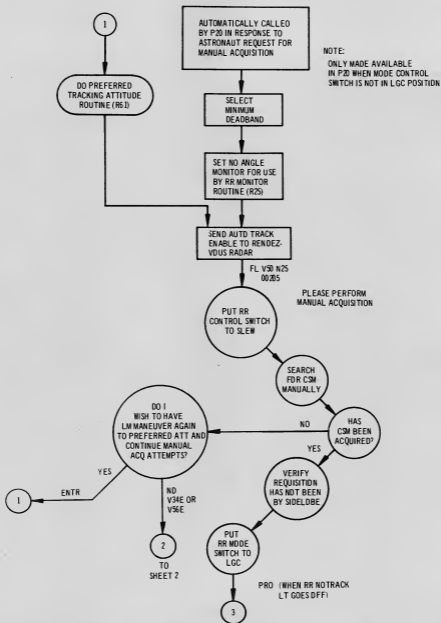 1
AUTOMATICALLY CALLED
BY P20 IN RESPONSE TO
ASTRONAUT REQUEST FOR
MANUAL ACQUISITION
NOTE:
ONLY MADE AVAILABLE
IN P20 WHEN MODE CONTROL
SWITCH IS NOT IN LGC POSITION
DO PREFERRED
TRACKING ATTITUDE
ROUTINE (R61)
SELECT
MINIMUM
DEADBAND
SET NO ANGLE
MONITOR FOR USE
BY RR MONITOR
ROUTINE (R25)
SEND AUTO TRACK
ENABLE TO RENDEZ-
VOUS RADAR
FL V50 N25
00205
PLEASE PERFORM
MANUAL ACQUISITION
PUT RR
CONTROL SWITCH
TO SLEW
SEARCH
FOR CSM
MANUALLY
HAS
CSM BEEN
ACQUIRED?
NO
YES
DO I
WISH TO HAVE
LM MANEUVER AGAIN
TO PREFERRED ATT AND
CONTINUE MANUAL
ACQ ATTEMPTS?
YES
ENTR
1
NO
V34E OR
V56E
2
TO
SHEET 2
VERIFY
REQUISITION
HAS NOT BEEN
BY SIDELOBE
PUT
RR MODE
SWITCH TO
LGC
PRO (WHEN RR NO TRACK
LT GOES OFF)
3